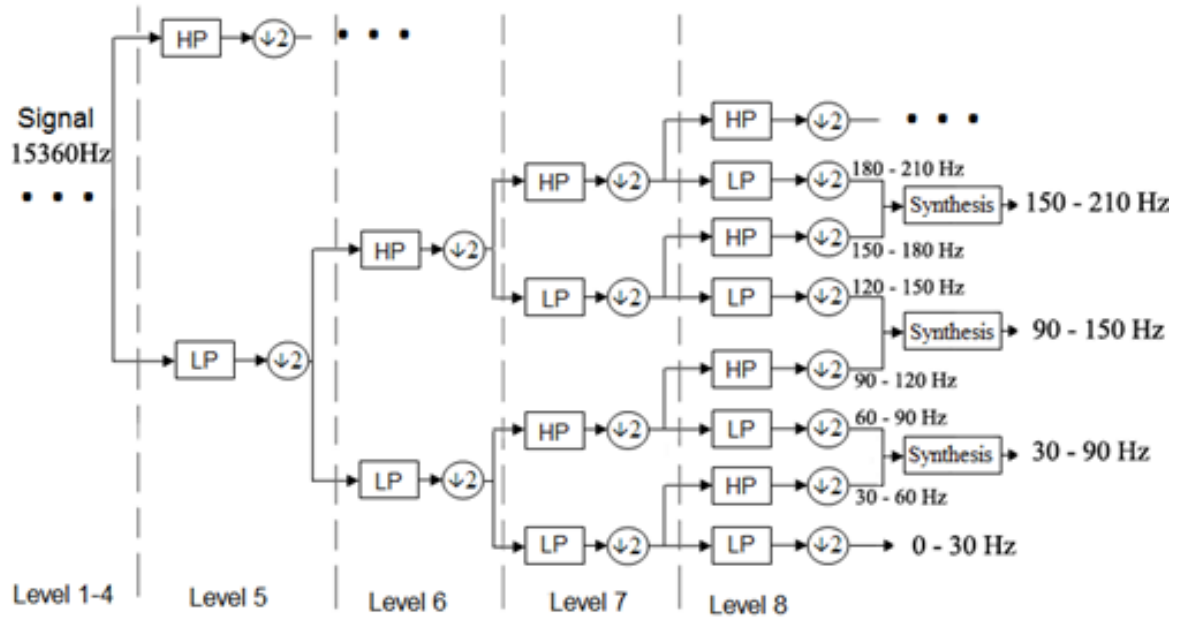 HP
↓2
• • •
Signal
15360Hz
• • •
HP
↓2
• • •
HP
↓2
LP
↓2
180 - 210 Hz
Synthesis
150 - 210 Hz
HP
↓2
HP
↓2
150 - 180 Hz
LP
↓2
LP
↓2
120 - 150 Hz
Synthesis
90 - 150 Hz
LP
↓2
HP
↓2
90 - 120 Hz
HP
↓2
LP
↓2
60 - 90 Hz
Synthesis
30 - 90 Hz
LP
↓2
HP
↓2
30 - 60 Hz
LP
↓2
LP
↓2
0 - 30 Hz
Level 1-4
Level 5
Level 6
Level 7
Level 8